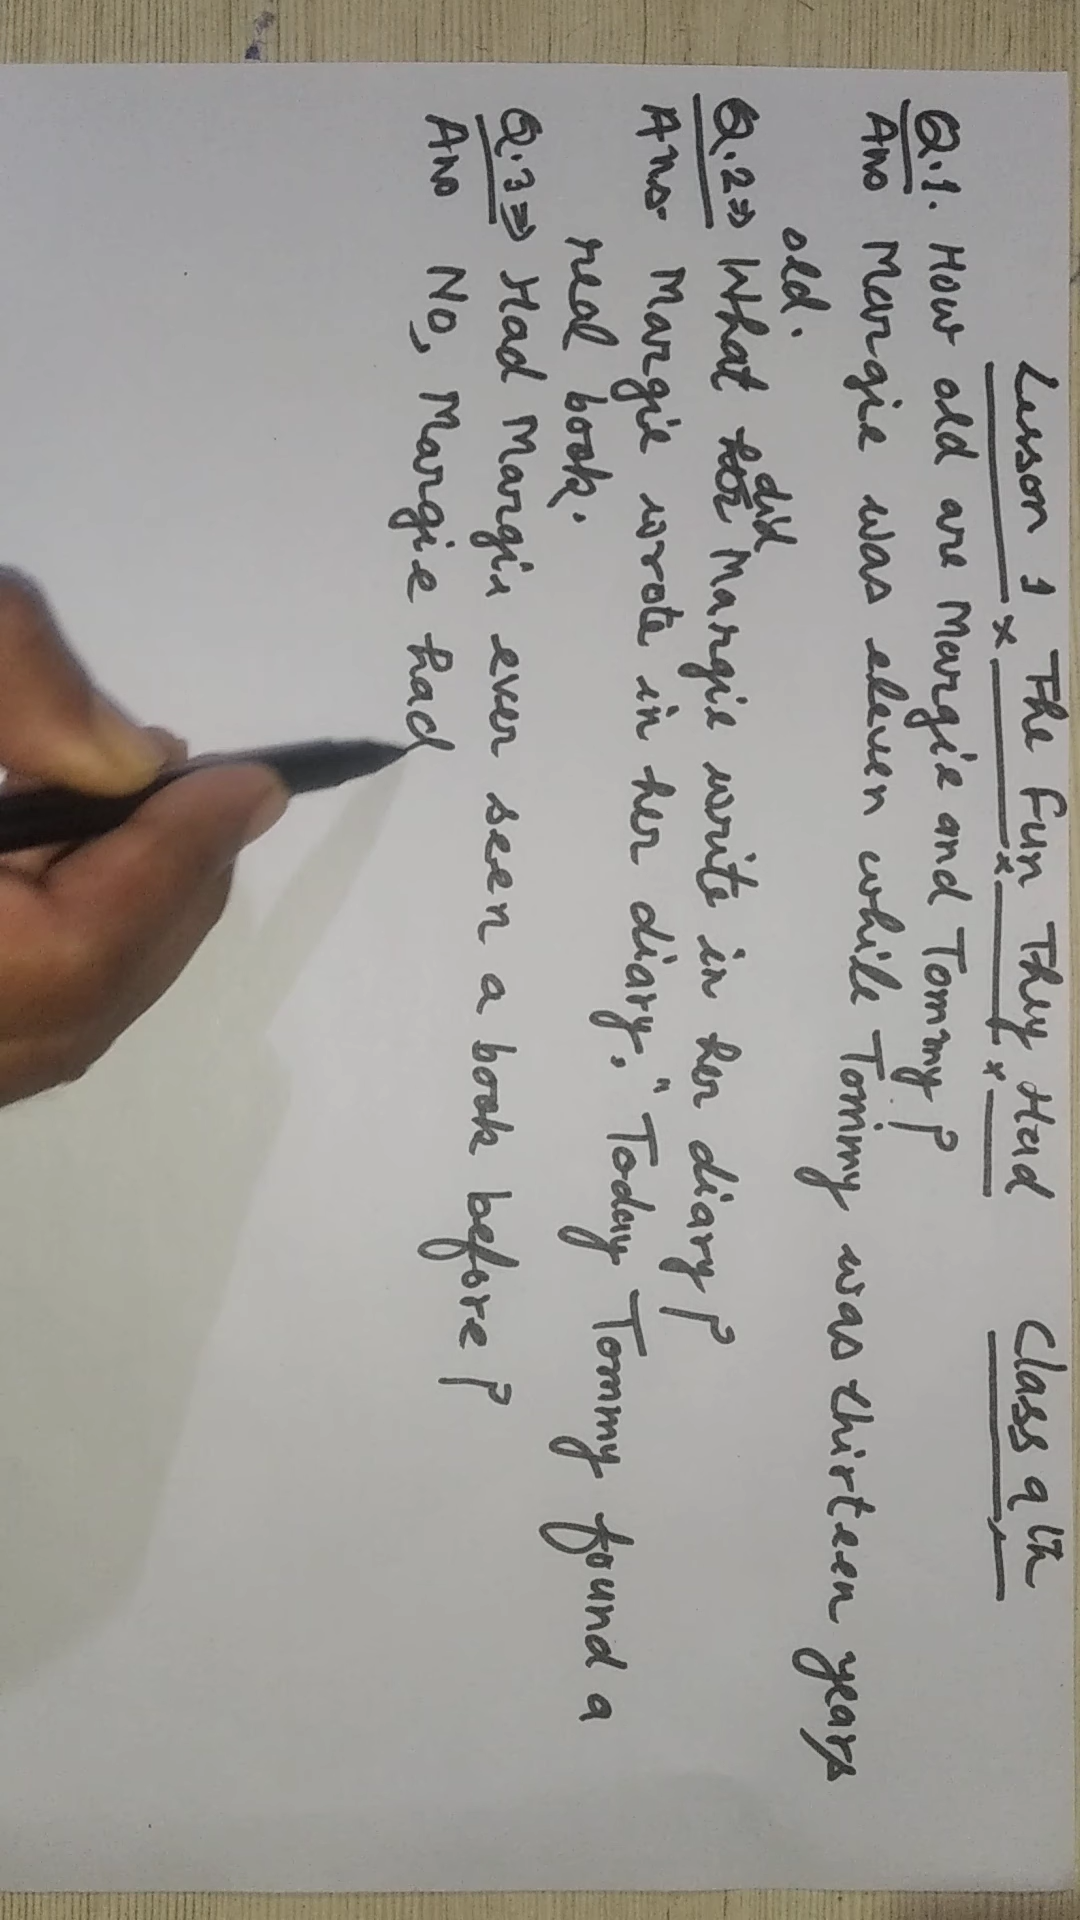 Lesson 1 The Fun They Had Class 9th
Q.1. How old are Margie and Tommy?
Ans Margie was eleven while Tommy was thirteen years
old.
Q.2⇒ What did Margie write in her diary?
Ans. Margie wrote in her diary, "Today Tommy found a
real book.
Q.3⇒ Had Margie ever seen a book before?
Ans No, Margie had